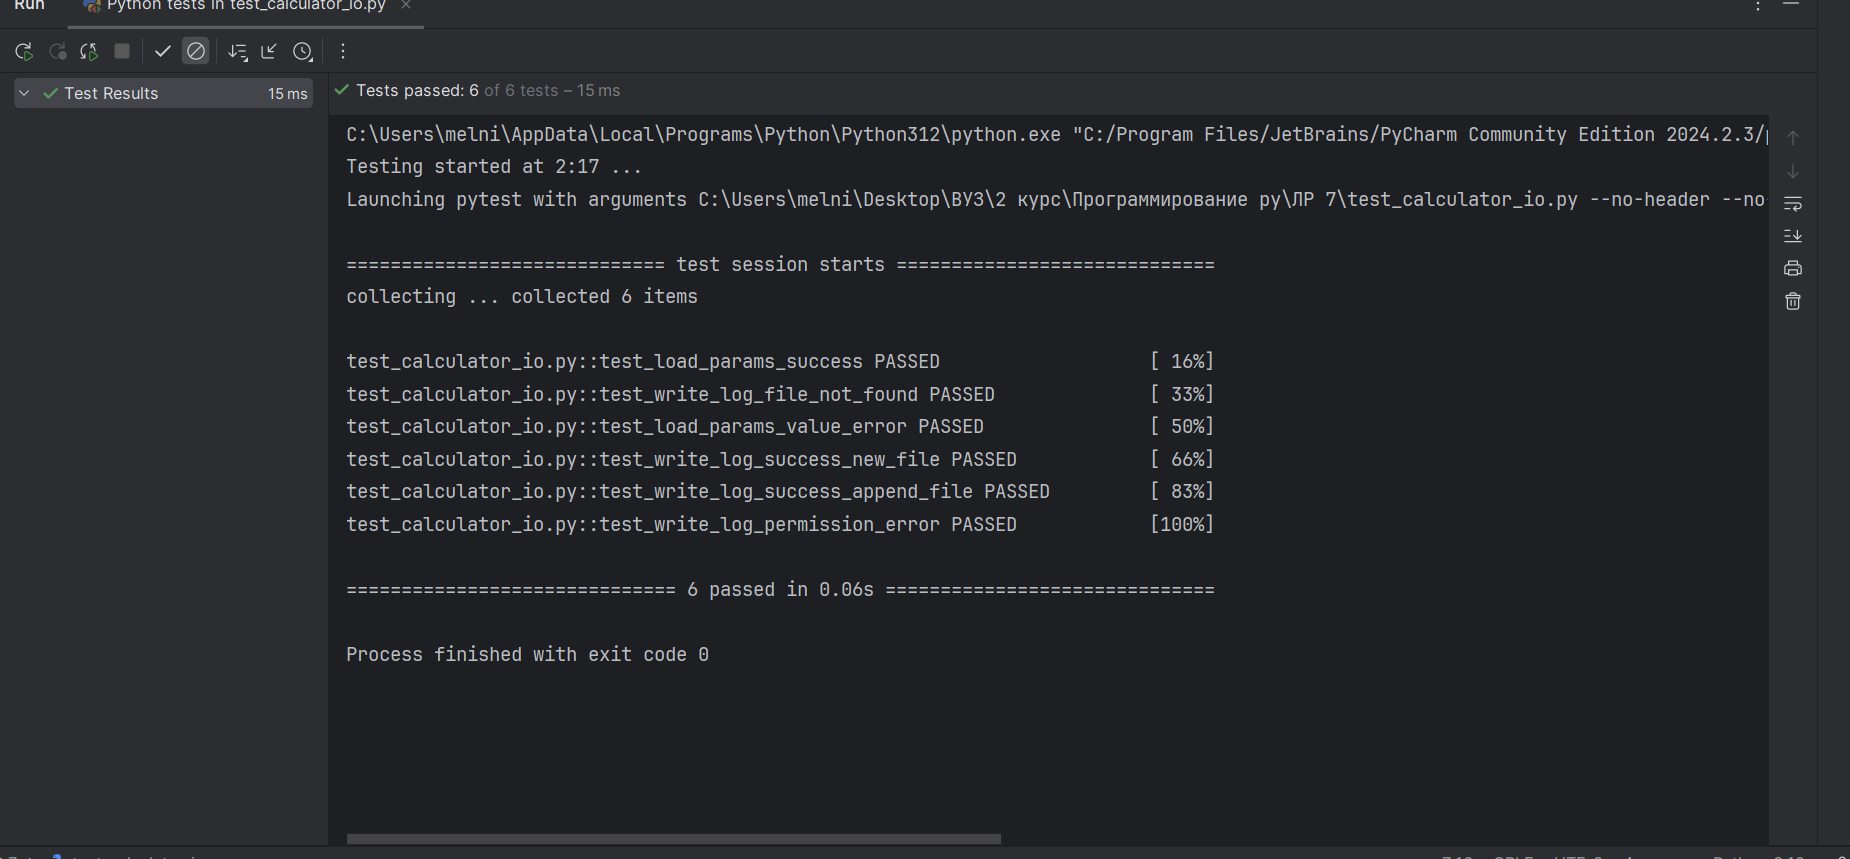 Run
Python tests in test_calculator_io.py
Test Results 15 ms
Tests passed: 6 of 6 tests – 15 ms
C:\Users\melni\AppData\Local\Programs\Python\Python312\python.exe "C:/Program Files/JetBrains/PyCharm Community Edition 2024.2.3/
Testing started at 2:17 ...
Launching pytest with arguments C:\Users\melni\Desktop\ВУЗ\2 курс\Программирование ру\ЛР 7\test_calculator_io.py --no-header --no
============================= test session starts =============================
collecting ... collected 6 items
test_calculator_io.py::test_load_params_success PASSED [ 16%]
test_calculator_io.py::test_write_log_file_not_found PASSED [ 33%]
test_calculator_io.py::test_load_params_value_error PASSED [ 50%]
test_calculator_io.py::test_write_log_success_new_file PASSED [ 66%]
test_calculator_io.py::test_write_log_success_append_file PASSED [ 83%]
test_calculator_io.py::test_write_log_permission_error PASSED [100%]
============================== 6 passed in 0.06s ==============================
Process finished with exit code 0